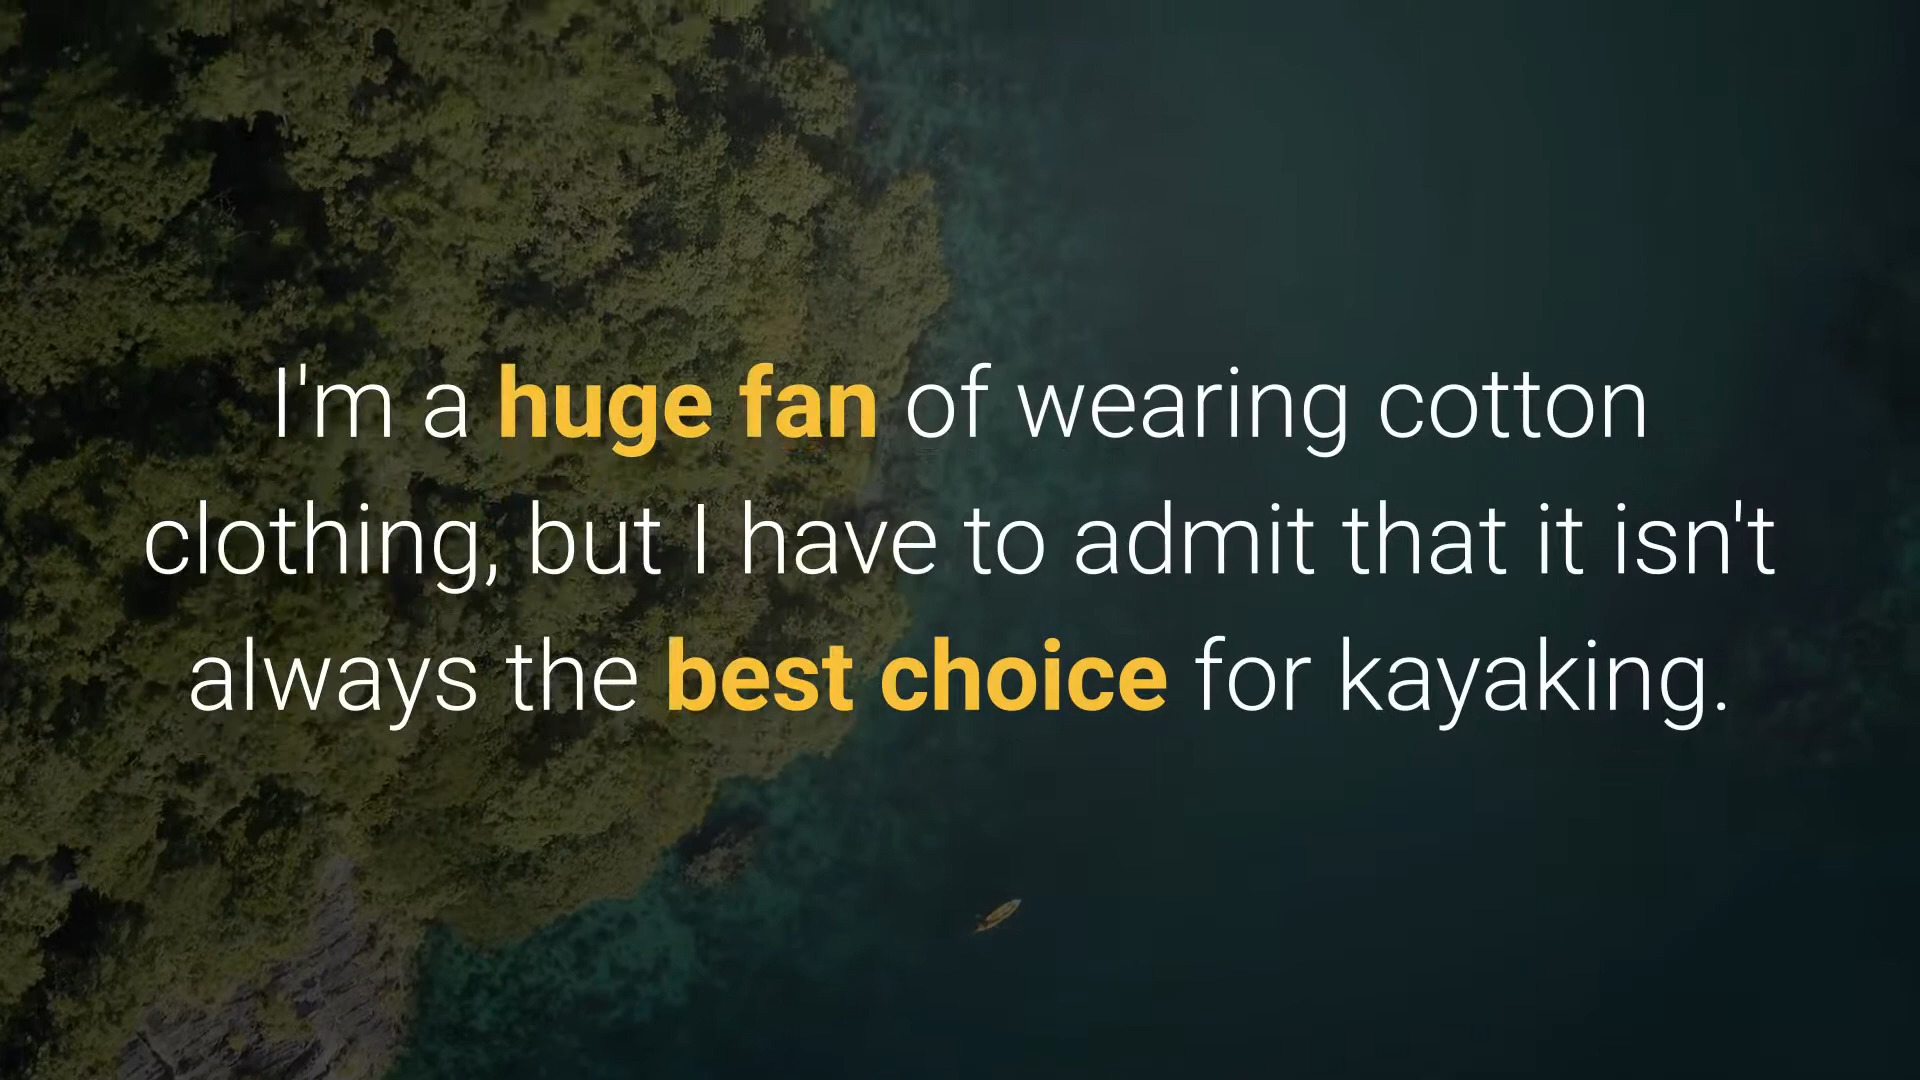 I'm a huge fan of wearing cotton
clothing, but I have to admit that it isn't
always the best choice for kayaking.